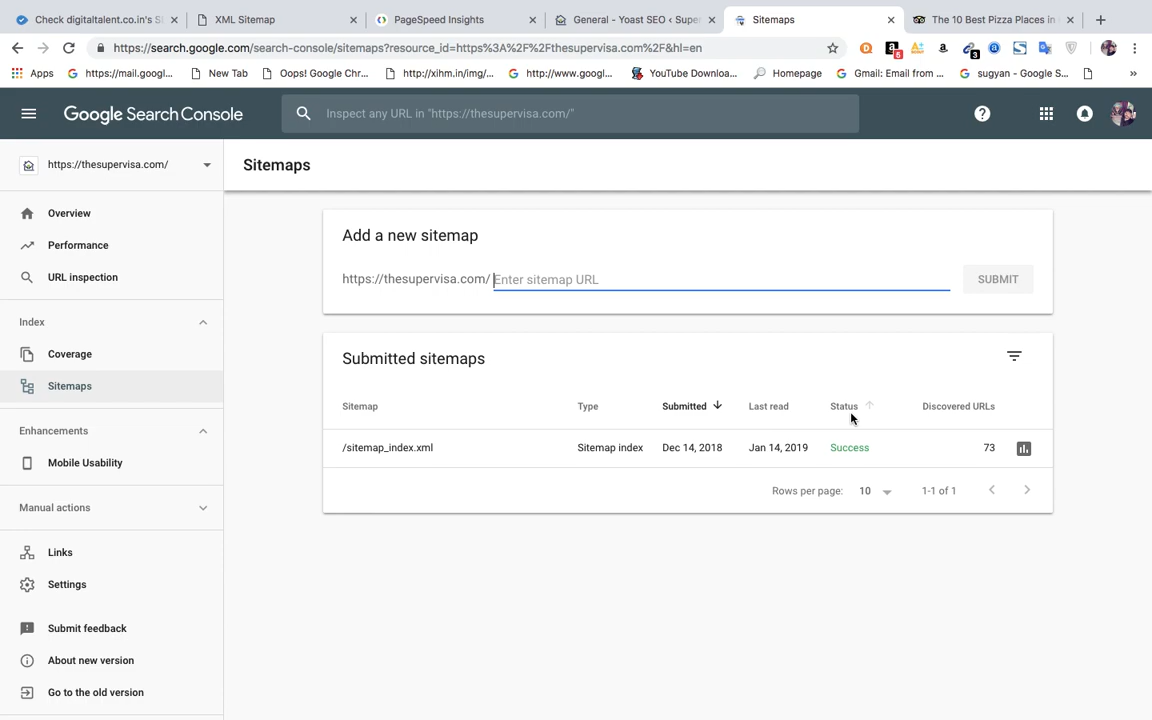 Check digitaltalent.co.in's S
XML Sitemap
PageSpeed Insights
General - Yoast SEO ‹ Supe
Sitemaps
The 10 Best Pizza Places in
https://search.google.com/search-console/sitemaps?resource_id=https%3A%2F%2Fthesupervisa.com%2F&hl=en
5
3
Apps
https://mail.googl...
New Tab
Oops! Google Chr...
http://xihm.in/img/...
http://www.googl...
YouTube Downloa...
Homepage
Gmail: Email from ...
sugyan - Google S...
»
Google Search Console
Inspect any URL in "https://thesupervisa.com/"
https://thesupervisa.com/
Sitemaps
Overview
Performance
URL inspection
Index
Coverage
Sitemaps
Enhancements
Mobile Usability
Manual actions
Links
Settings
Submit feedback
About new version
Go to the old version
Add a new sitemap
https://thesupervisa.com/ Enter sitemap URL
SUBMIT
Submitted sitemaps
Sitemap Type Submitted Last read Status Discovered URLs
/sitemap_index.xml Sitemap index Dec 14, 2018 Jan 14, 2019 Success 73
Rows per page: 10 1-1 of 1